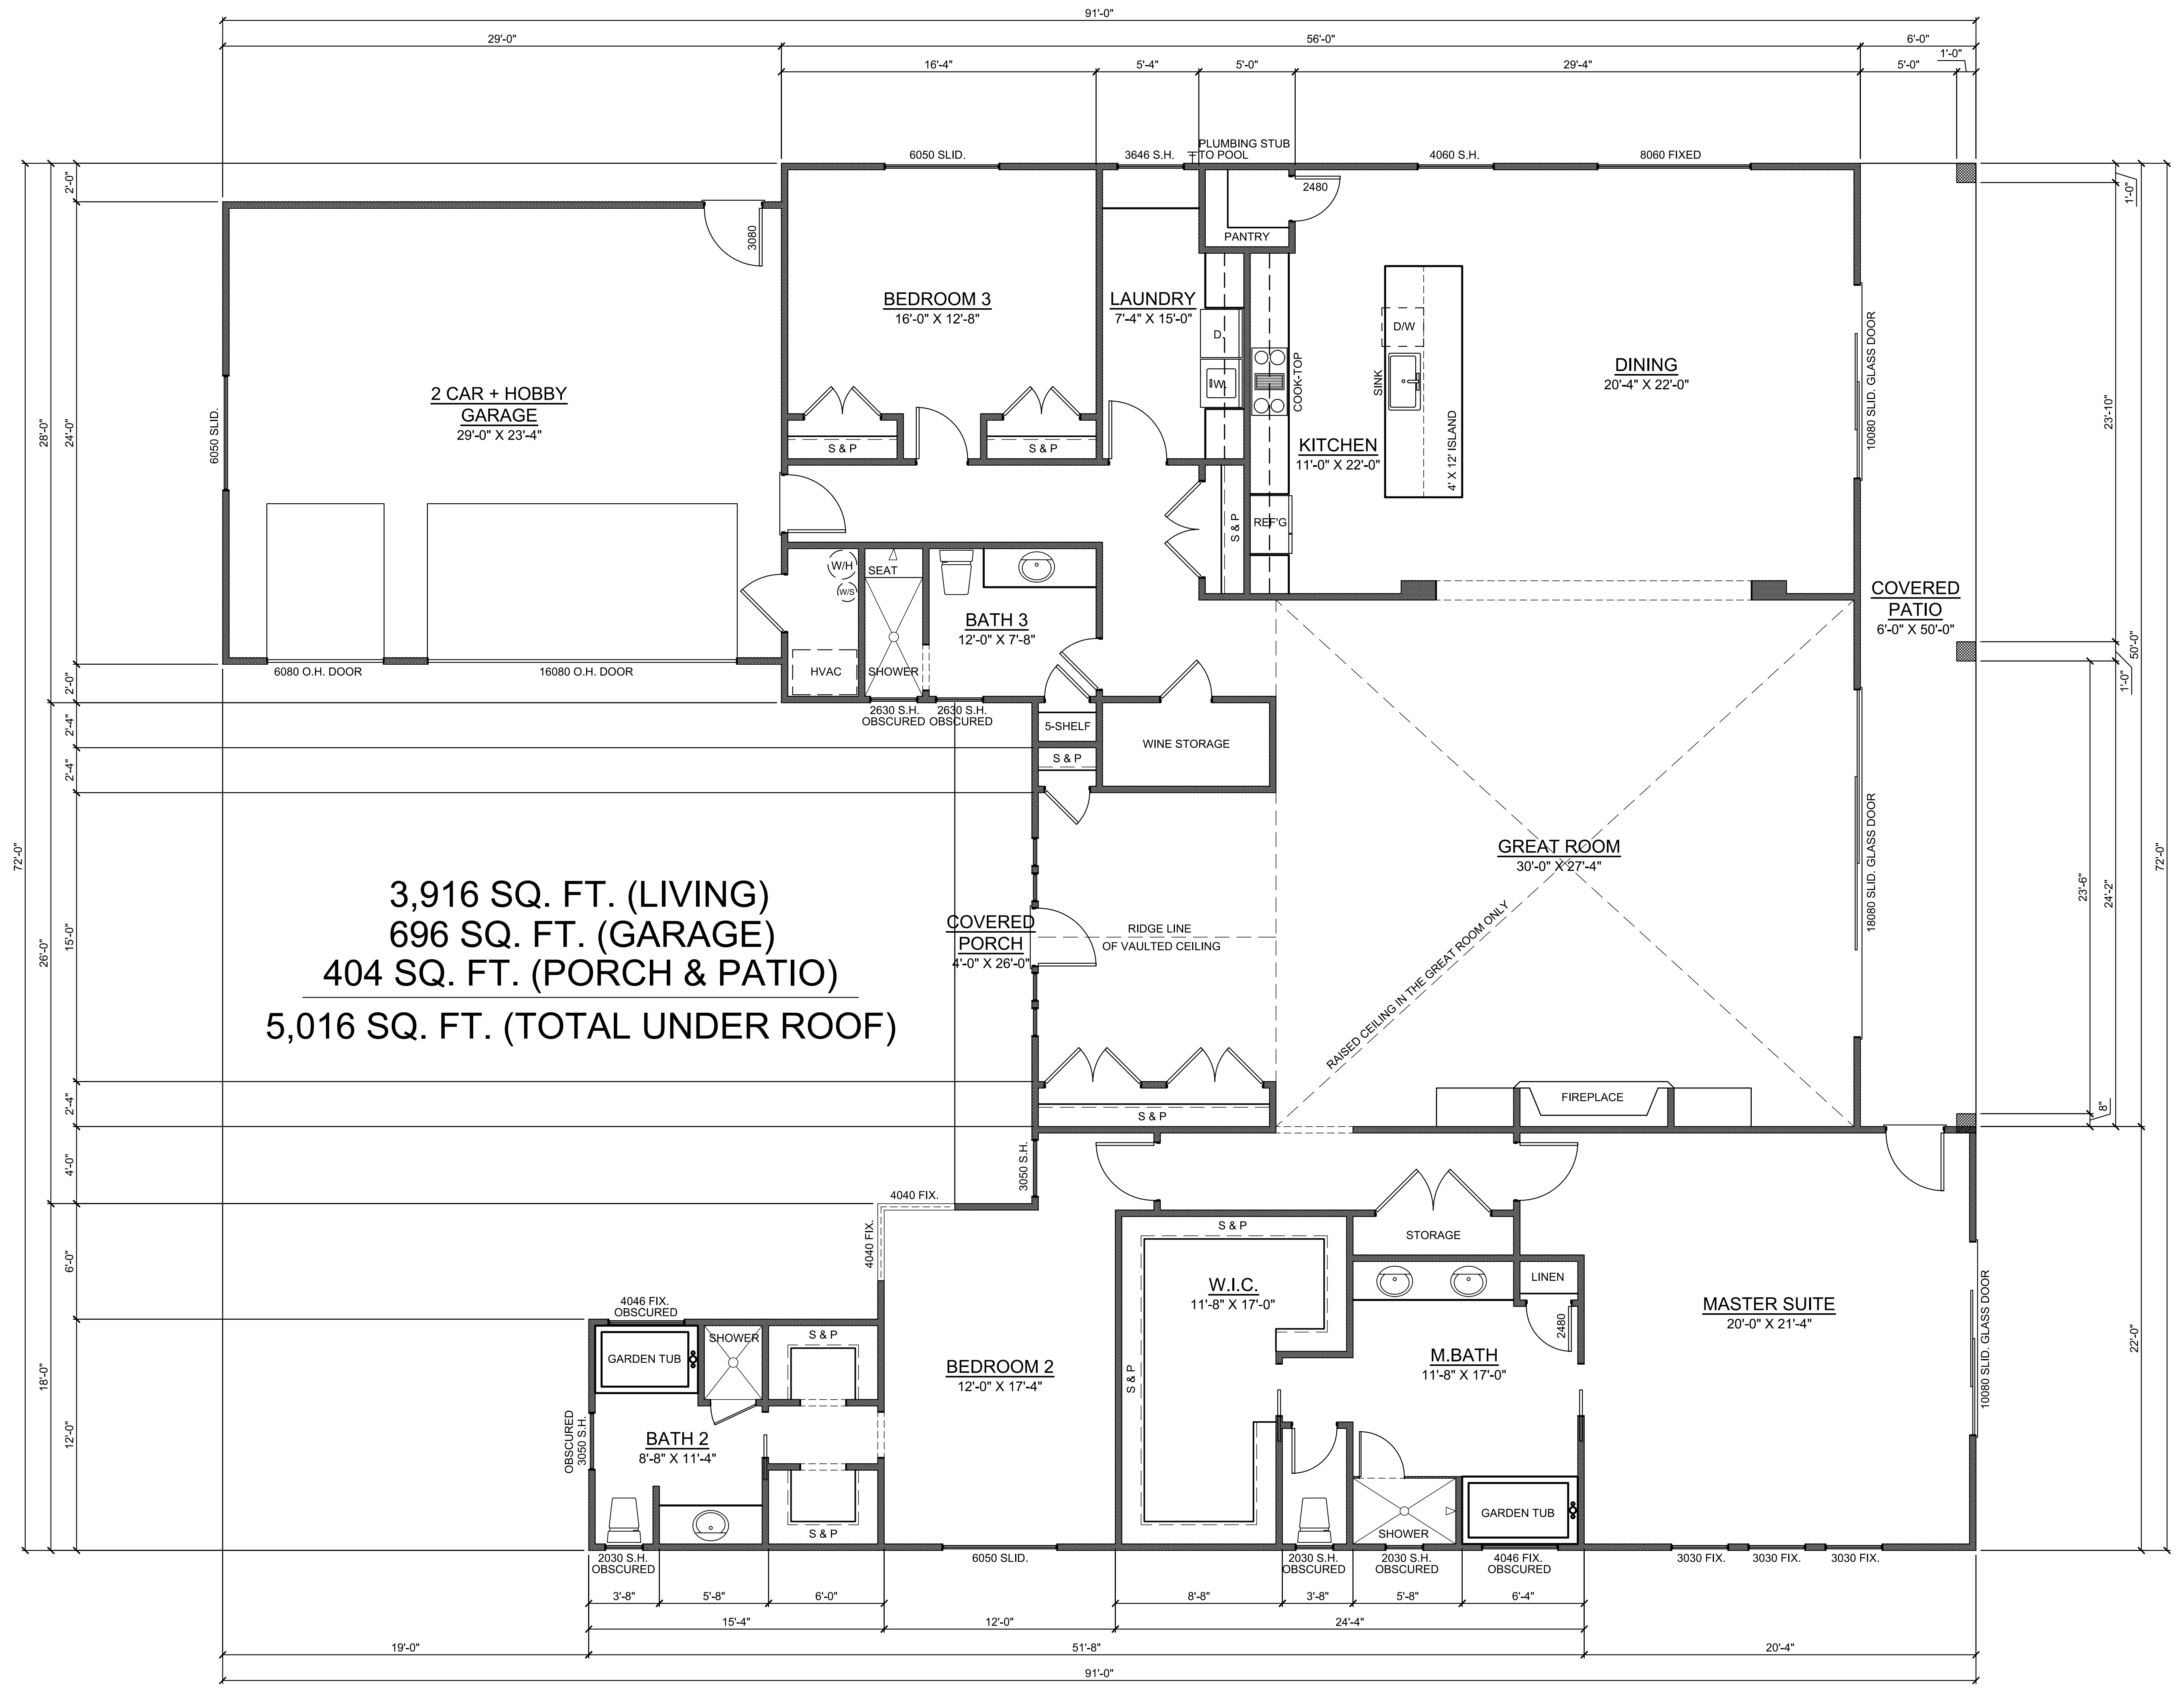 91'-0"
29'-0"
56'-0"
6'-0"
1'-0"
16'-4"
5'-4"
5'-0"
29'-4"
5'-0"
PLUMBING STUB
TO POOL
6050 SLID.
3646 S.H.
4060 S.H.
8060 FIXED
2'-0"
1'-0"
2480
3080
PANTRY
BEDROOM 3
16'-0" X 12'-8"
LAUNDRY
7'-4" X 15'-0"
D.
W.
COOK-TOP
SINK
D/W
4' X 12' ISLAND
DINING
20'-4" X 22'-0"
10080 SLID. GLASS DOOR
2 CAR + HOBBY
GARAGE
29'-0" X 23'-4"
6050 SLID.
28'-0"
24'-0"
23'-10"
KITCHEN
11'-0" X 22'-0"
S & P
S & P
S & P
REF'G
W/H
W/S
SEAT
BATH 3
12'-0" X 7'-8"
COVERED
PATIO
6'-0" X 50'-0"
50'-0"
HVAC
SHOWER
6080 O.H. DOOR
16080 O.H. DOOR
2'-0"
1'-0"
2630 S.H.
OBSCURED
2630 S.H.
OBSCURED
2'-4"
5-SHELF
WINE STORAGE
S & P
2'-4"
72'-0"
72'-0"
GREAT ROOM
30'-0" X 27'-4"
18080 SLID. GLASS DOOR
3,916 SQ. FT. (LIVING)
696 SQ. FT. (GARAGE)
404 SQ. FT. (PORCH & PATIO)
5,016 SQ. FT. (TOTAL UNDER ROOF)
COVERED
PORCH
4'-0" X 26'-0"
RIDGE LINE
OF VAULTED CEILING
RAISED CEILING IN THE GREAT ROOM ONLY
26'-0"
15'-0"
23'-6"
24'-2"
2'-4"
S & P
FIREPLACE
8"
4'-0"
3050 S.H.
4040 FIX.
4040 FIX.
6'-0"
S & P
STORAGE
W.I.C.
11'-8" X 17'-0"
LINEN
2480
MASTER SUITE
20'-0" X 21'-4"
10080 SLID. GLASS DOOR
4046 FIX.
OBSCURED
SHOWER
S & P
GARDEN TUB
BEDROOM 2
12'-0" X 17'-4"
S & P
M.BATH
11'-8" X 17'-0"
22'-0"
18'-0"
12'-0"
OBSCURED
3050 S.H.
BATH 2
8'-8" X 11'-4"
S & P
GARDEN TUB
SHOWER
2030 S.H.
OBSCURED
6050 SLID.
2030 S.H.
OBSCURED
2030 S.H.
OBSCURED
4046 FIX.
OBSCURED
3030 FIX.
3030 FIX.
3030 FIX.
3'-8"
5'-8"
6'-0"
8'-8"
3'-8"
5'-8"
6'-4"
15'-4"
12'-0"
24'-4"
19'-0"
51'-8"
20'-4"
91'-0"